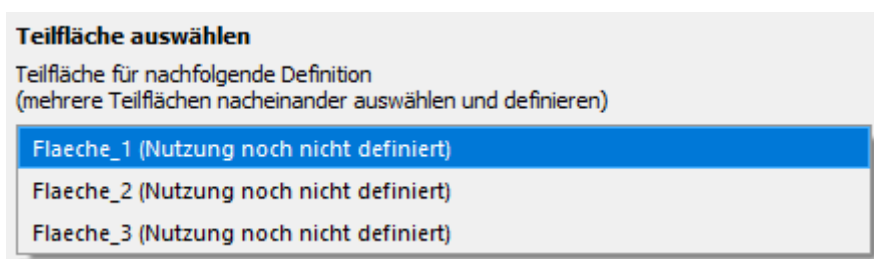 Teilfläche auswählen
Teilfläche für nachfolgende Definition
(mehrere Teilflächen nacheinander auswählen und definieren)
Flaeche_1 (Nutzung noch nicht definiert)
Flaeche_2 (Nutzung noch nicht definiert)
Flaeche_3 (Nutzung noch nicht definiert)